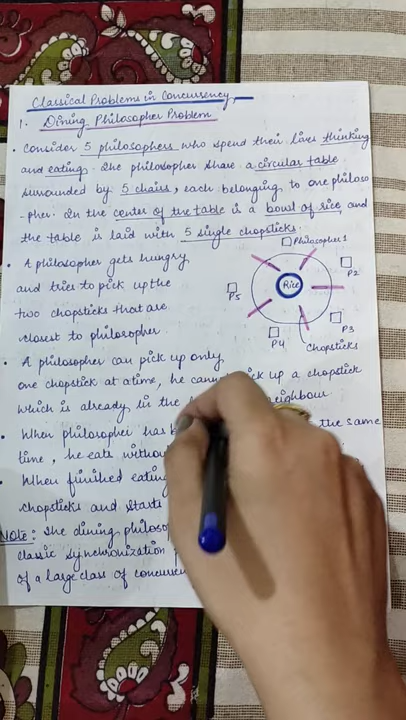 Classical Problems in Concurrency
1. Dining Philosopher Problem
• Consider 5 philosophers who spend their lives thinking
and eating. The philosopher share a circular table
surrounded by 5 chairs, each belonging to one philoso
-pher. In the center of the table is a bowl of rice, and
the table is laid with 5 single chopsticks.
• A philosopher gets hungry
and tries to pick up the
two chopsticks that are
closest to philosopher.
Philosopher 1
P2
Rice
P5
P3
P4
Chopsticks
• A philosopher can pick up only
one chopstick at a time, he up a chopstick
which is already in the neighbour.
• When philosopher has the same
time, he eats
• When finished eating
chopsticks and starts
Note: The dining
classic synchronization
of a large class of